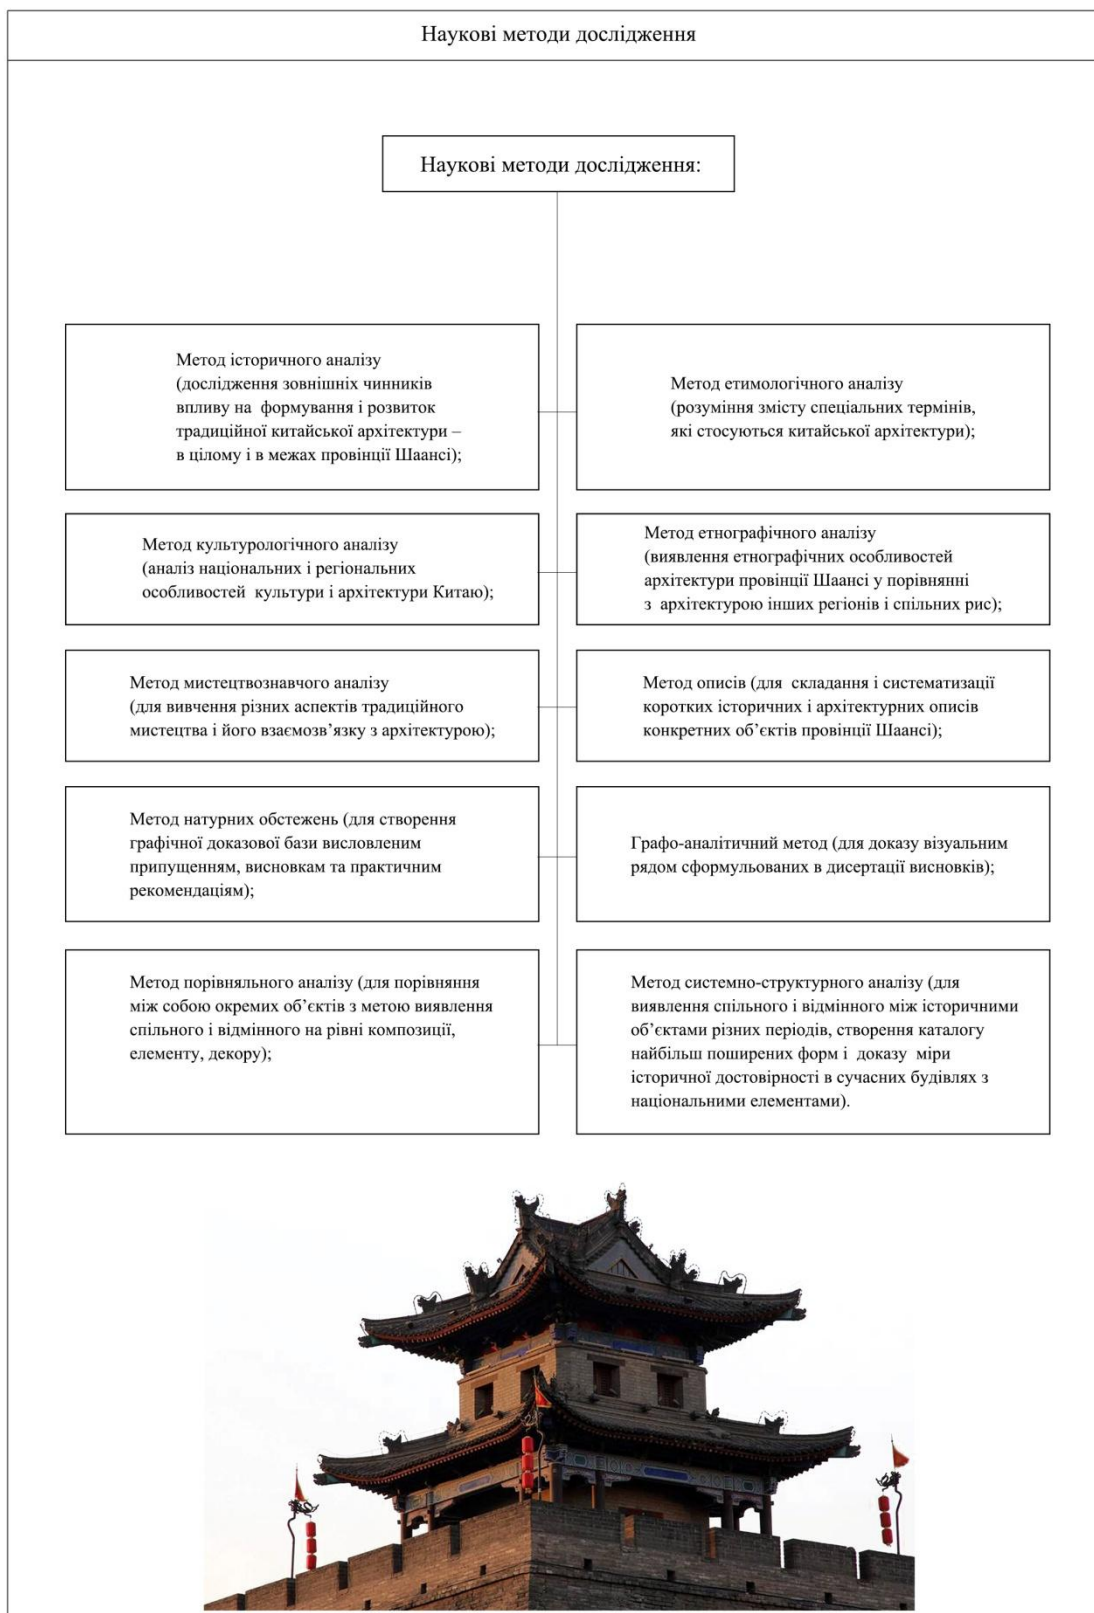 Наукові методи дослідження
Наукові методи дослідження:
Метод історичного аналізу
(дослідження зовнішніх чинників
впливу на формування і розвиток
традиційної китайської архітектури –
в цілому і в межах провінції Шаансі);
Метод етимологічного аналізу
(розуміння змісту спеціальних термінів,
які стосуються китайської архітектури);
Метод культурологічного аналізу
(аналіз національних і регіональних
особливостей культури і архітектури Китаю);
Метод етнографічного аналізу
(виявлення етнографічних особливостей
архітектури провінції Шаансі у порівнянні
з архітектурою інших регіонів і спільних рис);
Метод мистецтвознавчого аналізу
(для вивчення різних аспектів традиційного
мистецтва і його взаємозв’язку з архітектурою);
Метод описів (для складання і систематизації
коротких історичних і архітектурних описів
конкретних об’єктів провінції Шаансі);
Метод натурних обстежень (для створення
графічної доказової бази висловленим
припущенням, висновкам та практичним
рекомендаціям);
Графо-аналітичний метод (для доказу візуальним
рядом сформульованих в дисертації висновків);
Метод порівняльного аналізу (для порівняння
між собою окремих об’єктів з метою виявлення
спільного і відмінного на рівні композиції,
елементу, декору);
Метод системно-структурного аналізу (для
виявлення спільного і відмінного між історичними
об’єктами різних періодів, створення каталогу
найбільш поширених форм і доказу міри
історичної достовірності в сучасних будівлях з
національними елементами).